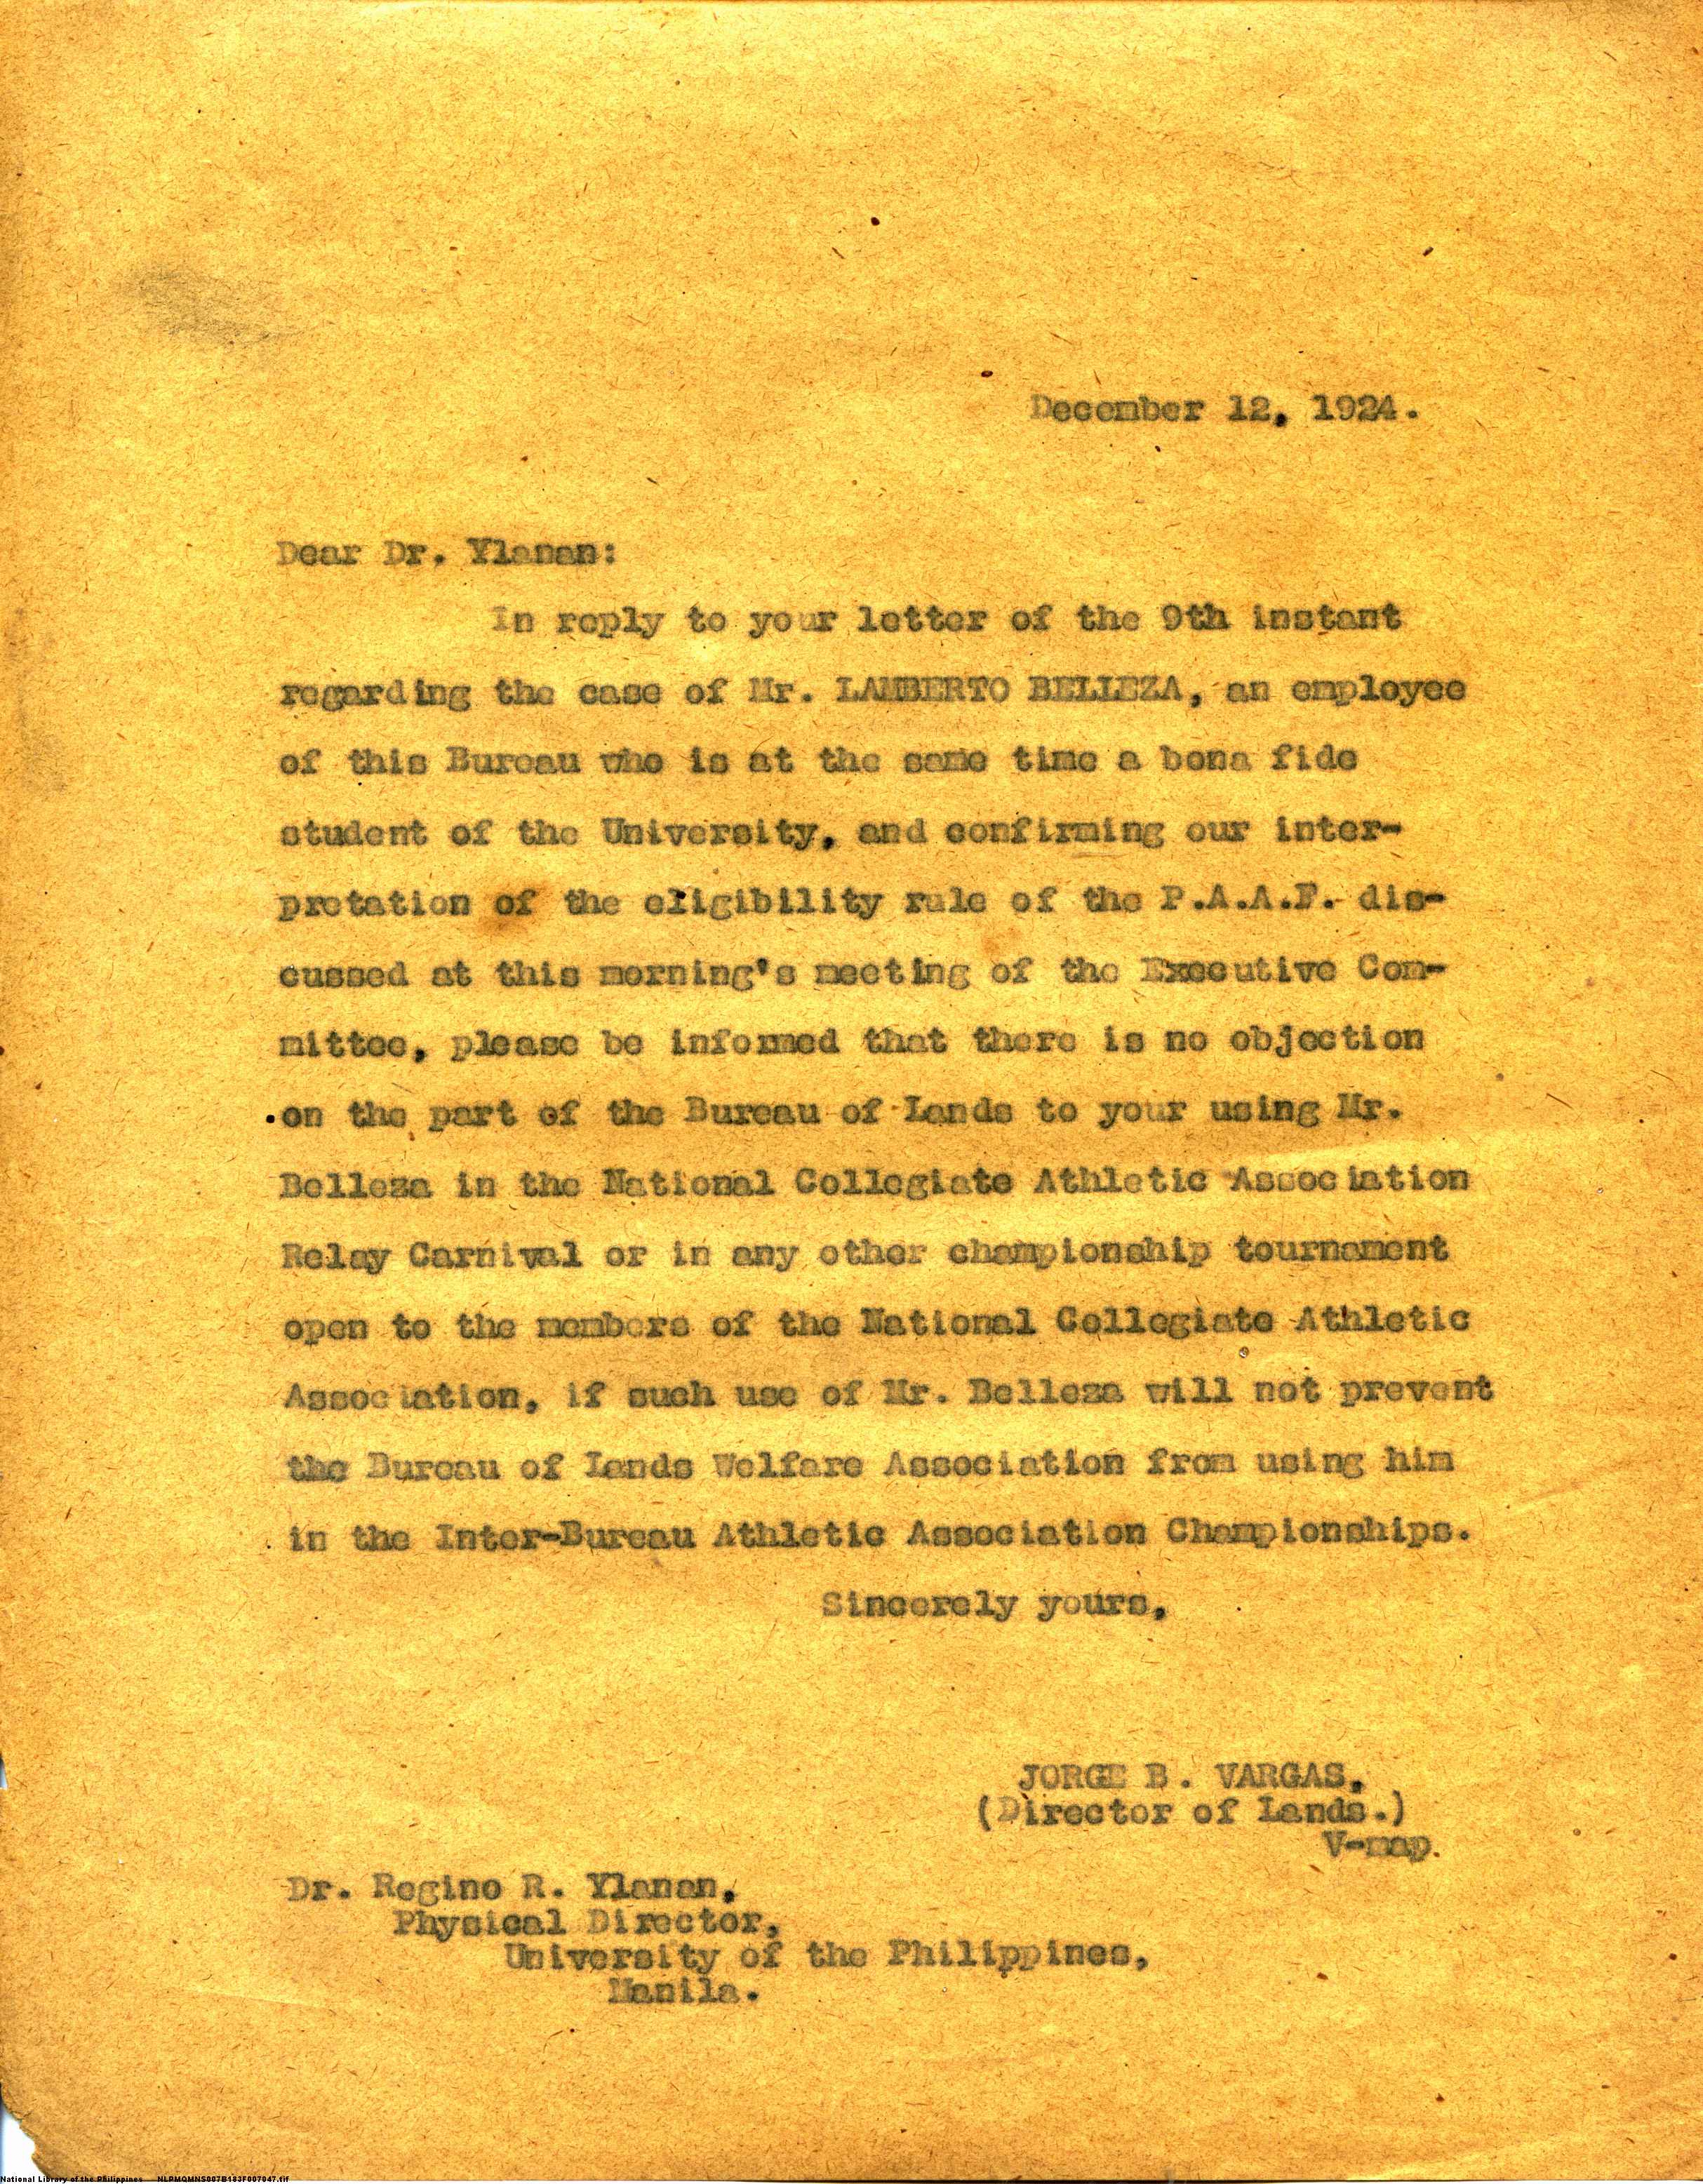 December 12, 1924.
Dear Dr. Ylanan:
In reply to your letter of the 9th instant
regarding the case of Mr. LAMBERTO BELLEZA, an employee
of this Bureau who is at the same time a bona fide
student of the University, and confirming our inter-
pretation of the eligibility rule of the P.A.A.F. dis-
cussed at this morning's meeting of the Executive Com-
mittee, please be informed that there is no objection
on the part of the Bureau of Lands to your using Mr.
Belleza in the National Collegiate Athletic Association
Relay Carnival or in any other championship tournament
open to the members of the National Collegiate Athletic
Association, if such use of Mr. Belleza will not prevent
the Bureau of Lands Welfare Association from using him
in the Inter-Bureau Athletic Association Championships.
Sincerely yours,
JORGE B. VARGAS,
(Director of Lands.)
V-map.
Dr. Regino R. Ylanan,
Physical Director,
University of the Philippines,
Manila.
National Library of the Philippines NLPMQMNS007B183F007047.tif